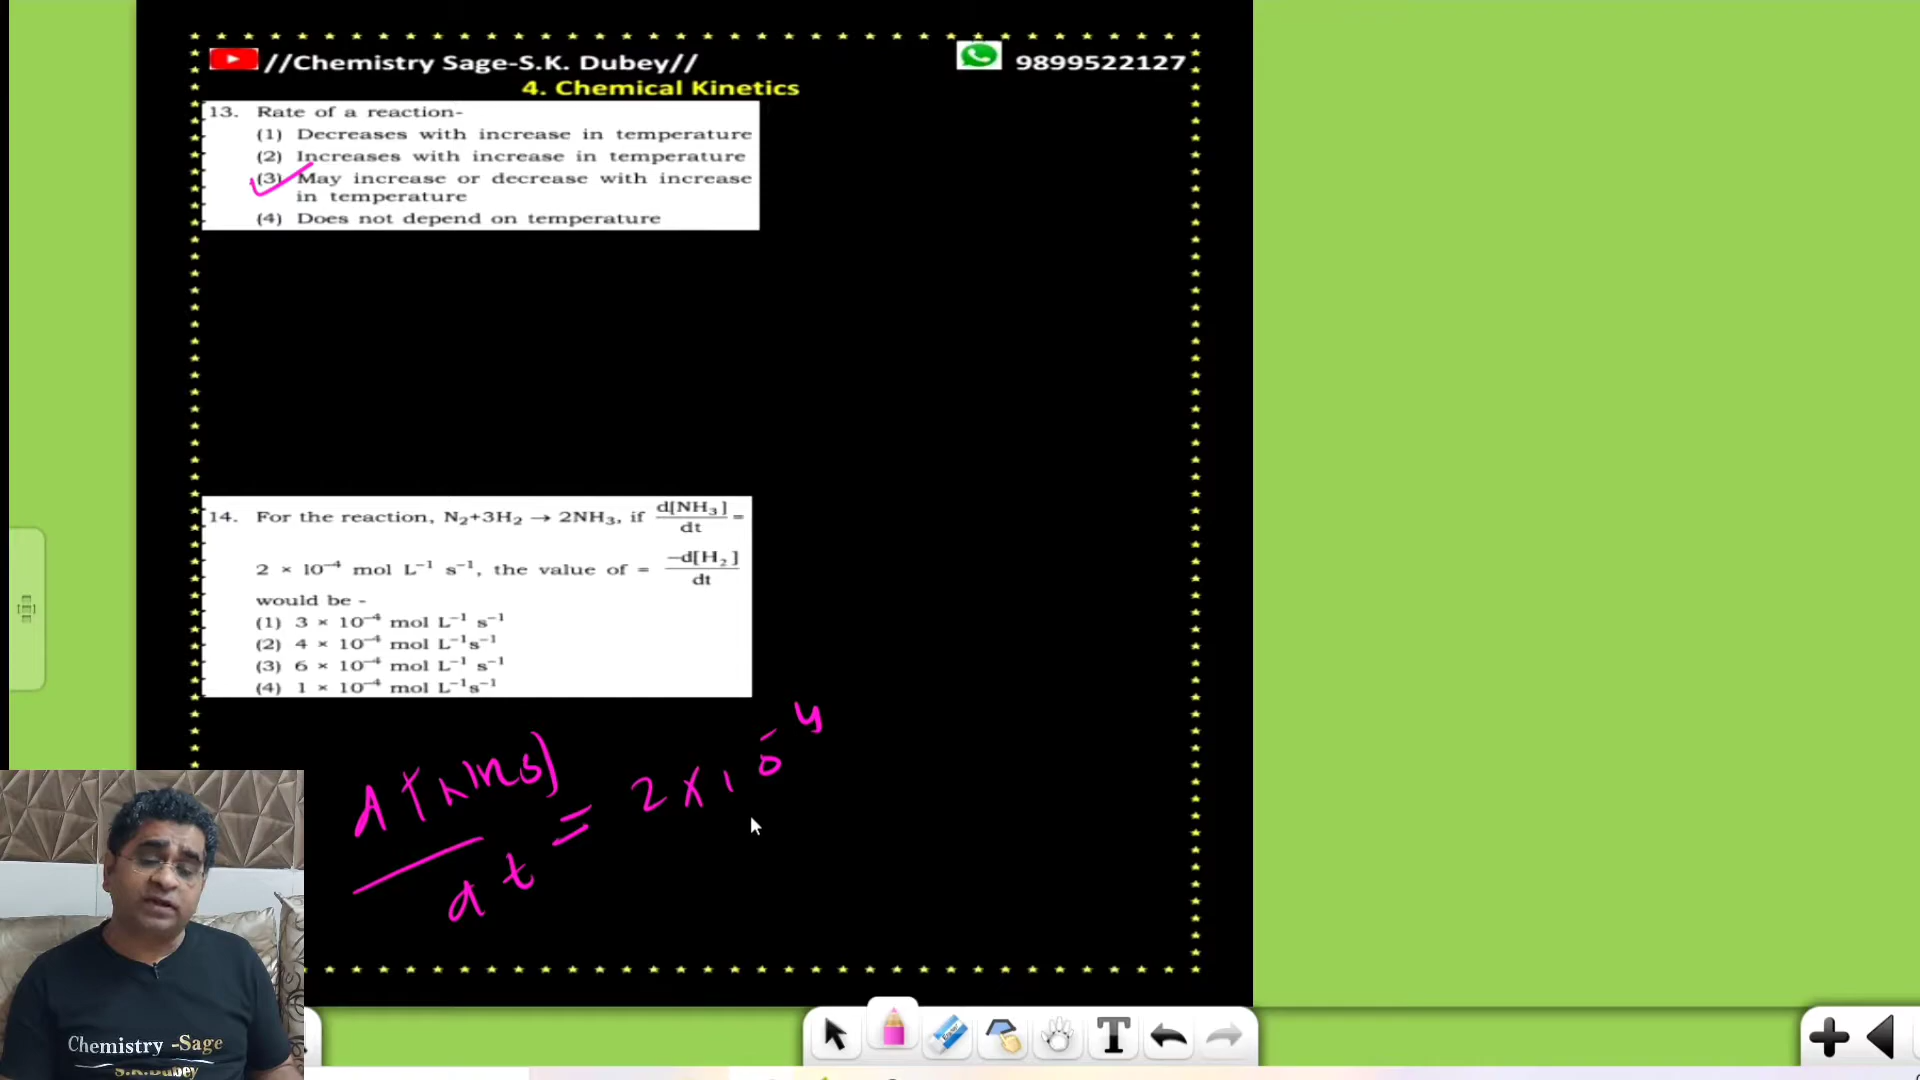 //Chemistry Sage-S.K. Dubey//
9899522127
4. Chemical Kinetics
13. Rate of a reaction-
(1) Decreases with increase in temperature
(2) Increases with increase in temperature
(3) May increase or decrease with increase
in temperature
(4) Does not depend on temperature
14. For the reaction, N₂+3H₂ → 2NH₃, if d[NH₃]/dt =
2 × 10⁻⁴ mol L⁻¹ s⁻¹, the value of = −d[H₂]/dt
would be -
(1) 3 × 10⁻⁴ mol L⁻¹ s⁻¹
(2) 4 × 10⁻⁴ mol L⁻¹s⁻¹
(3) 6 × 10⁻⁴ mol L⁻¹ s⁻¹
(4) 1 × 10⁻⁴ mol L⁻¹s⁻¹
d[NH3]/dt = 2×10⁻⁴
Chemistry -Sage
S.K.Dubey
T